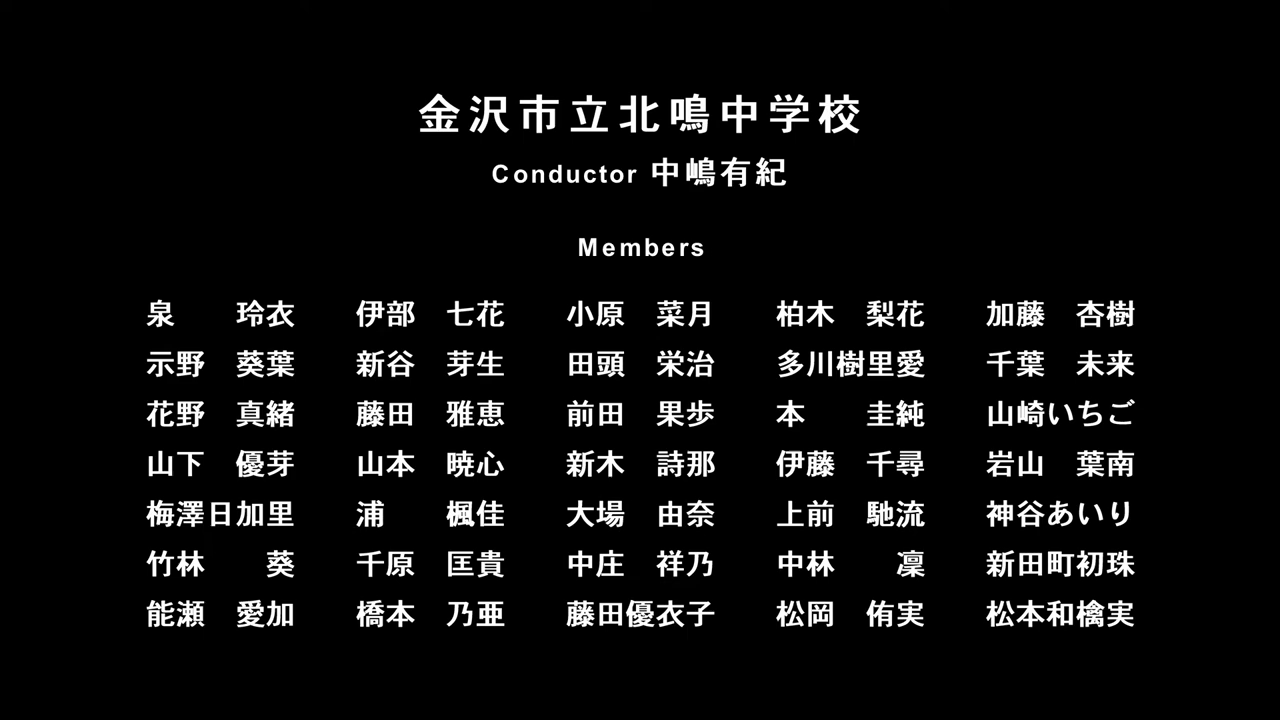 金沢市立北鳴中学校
Conductor 中嶋有紀
Members
泉　玲衣 伊部　七花 小原　菜月 柏木　梨花 加藤　杏樹
示野　葵葉 新谷　芽生 田頭　栄治 多川樹里愛 千葉　未来
花野　真緒 藤田　雅恵 前田　果歩 本　圭純 山崎いちご
山下　優芽 山本　暁心 新木　詩那 伊藤　千尋 岩山　葉南
梅澤日加里 浦　楓佳 大場　由奈 上前　馳流 神谷あいり
竹林　葵 千原　匡貴 中庄　祥乃 中林　凜 新田町初珠
能瀬　愛加 橋本　乃亜 藤田優衣子 松岡　侑実 松本和檎実